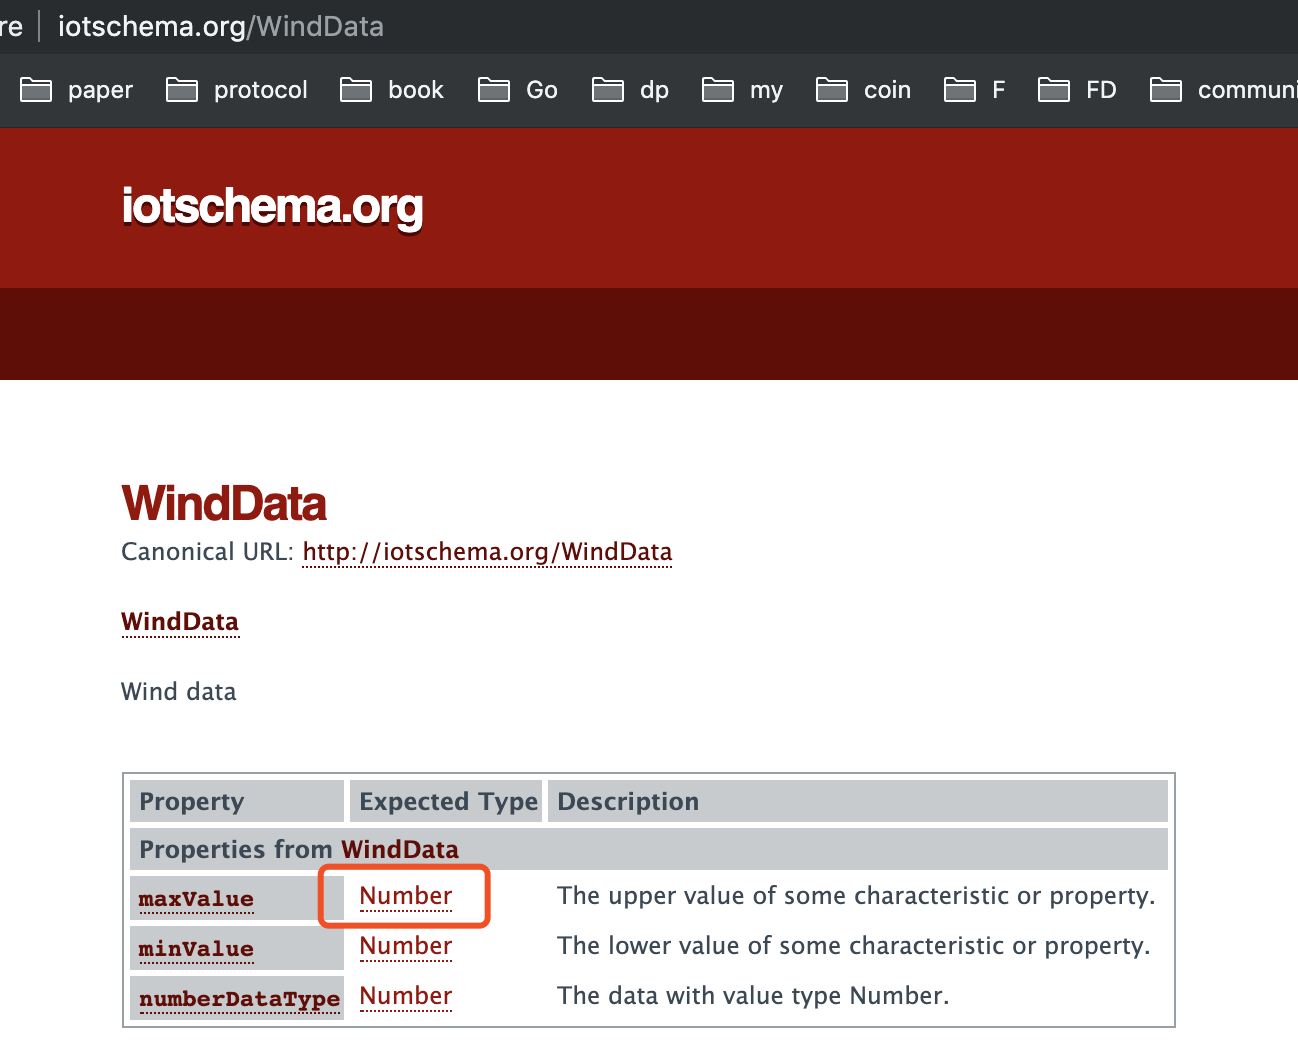 re iotschema.org/WindData
paper protocol book Go dp my coin F FD communi
iotschema.org
WindData
Canonical URL: http://iotschema.org/WindData
WindData
Wind data
Property Expected Type Description
Properties from WindData
maxValue Number The upper value of some characteristic or property.
minValue Number The lower value of some characteristic or property.
numberDataType Number The data with value type Number.